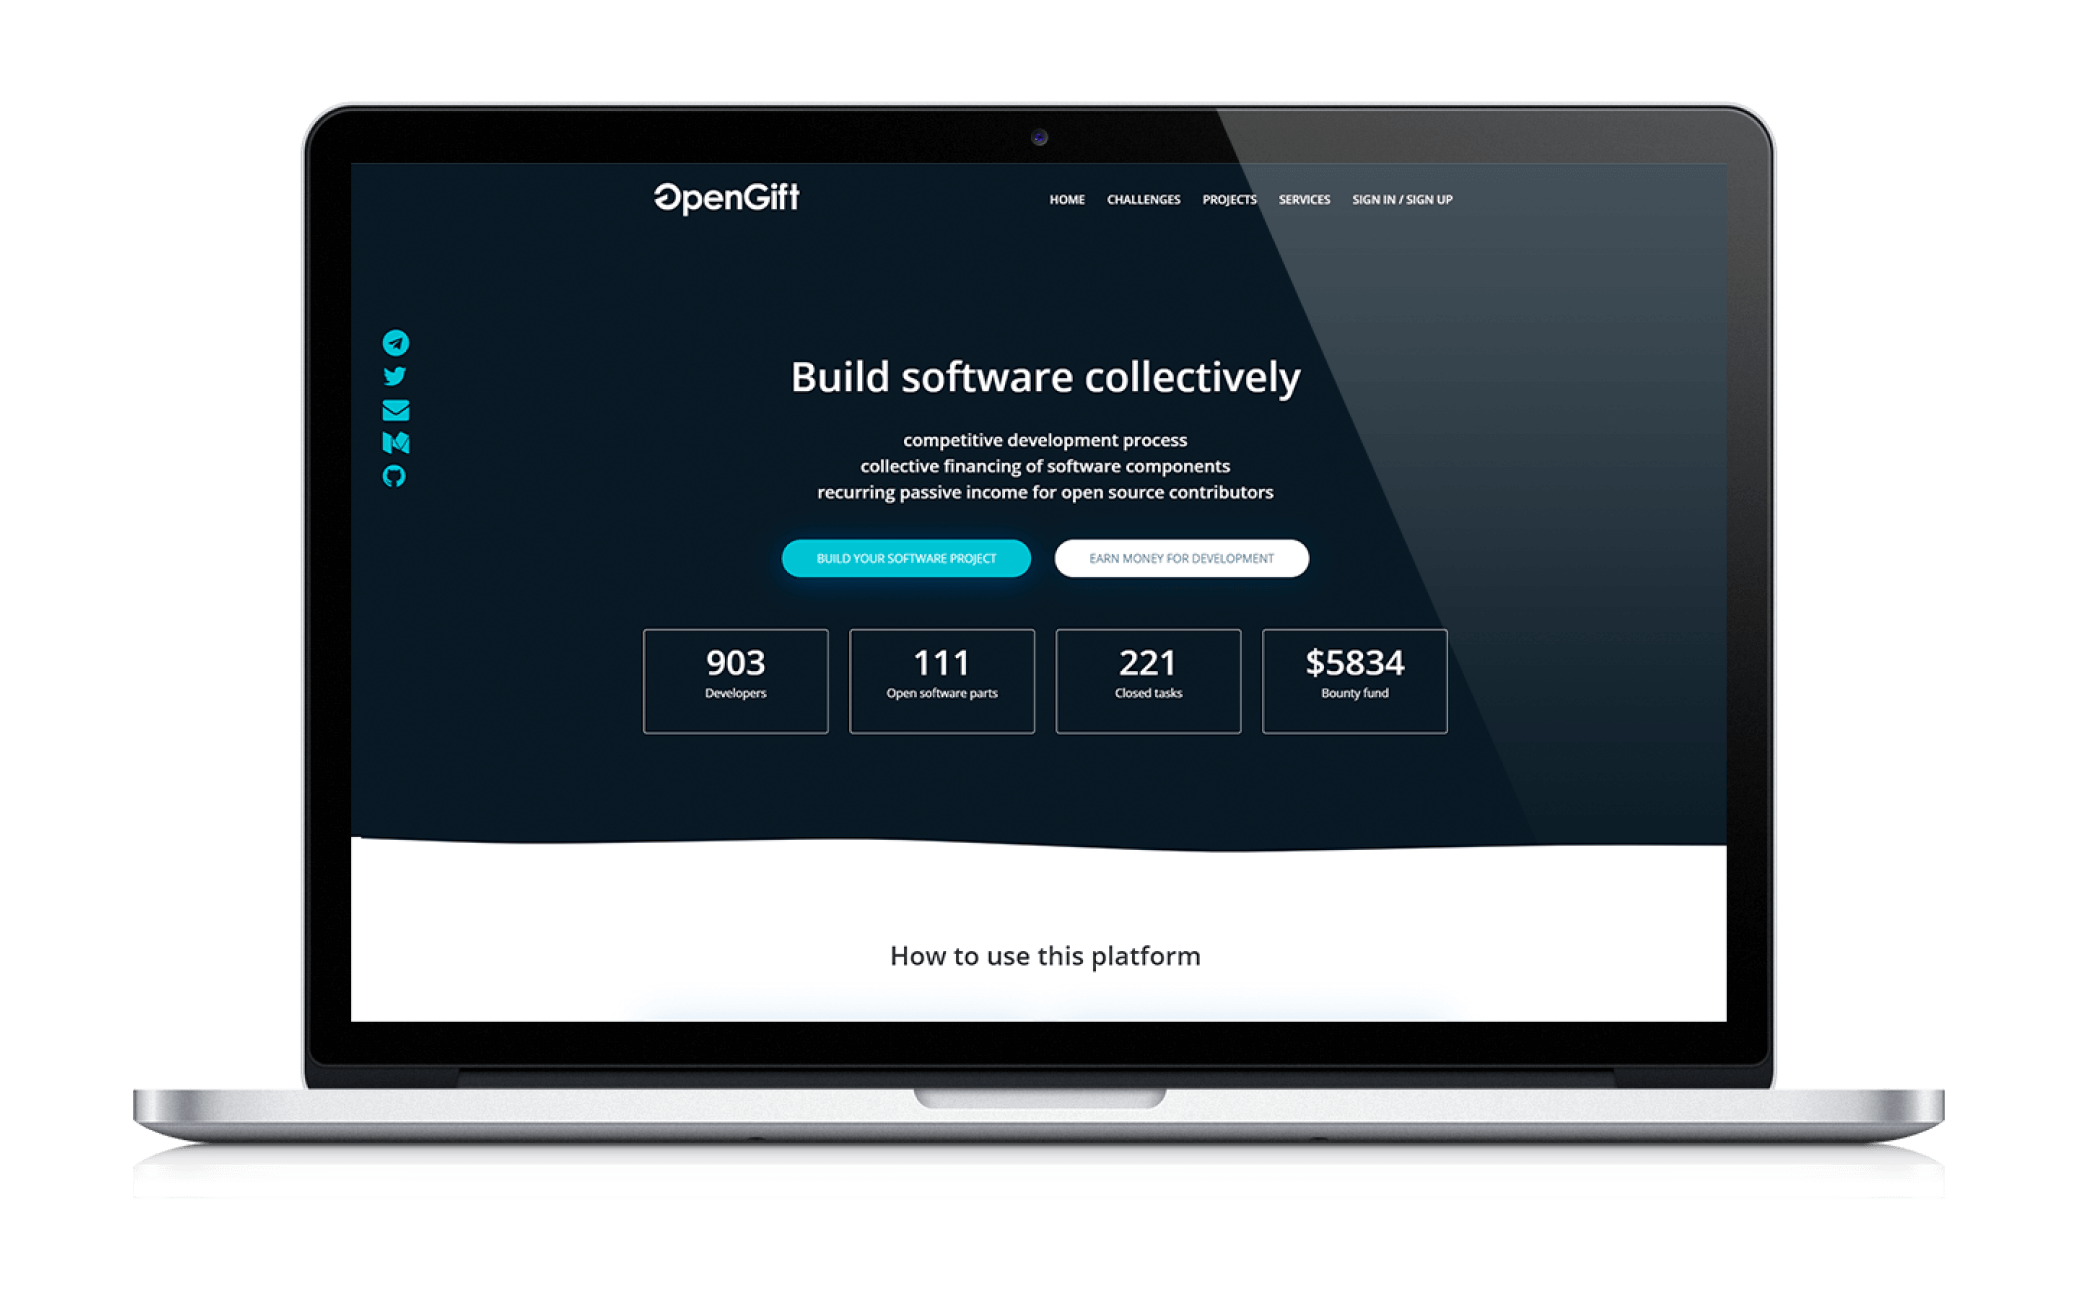 OpenGift
HOME CHALLENGES PROJECTS SERVICES SIGN IN / SIGN UP
Build software collectively
competitive development process
collective financing of software components
recurring passive income for open source contributors
BUILD YOUR SOFTWARE PROJECT EARN MONEY FOR DEVELOPMENT
903 111 221 $5834
Developers Open software parts Closed tasks Bounty fund
How to use this platform